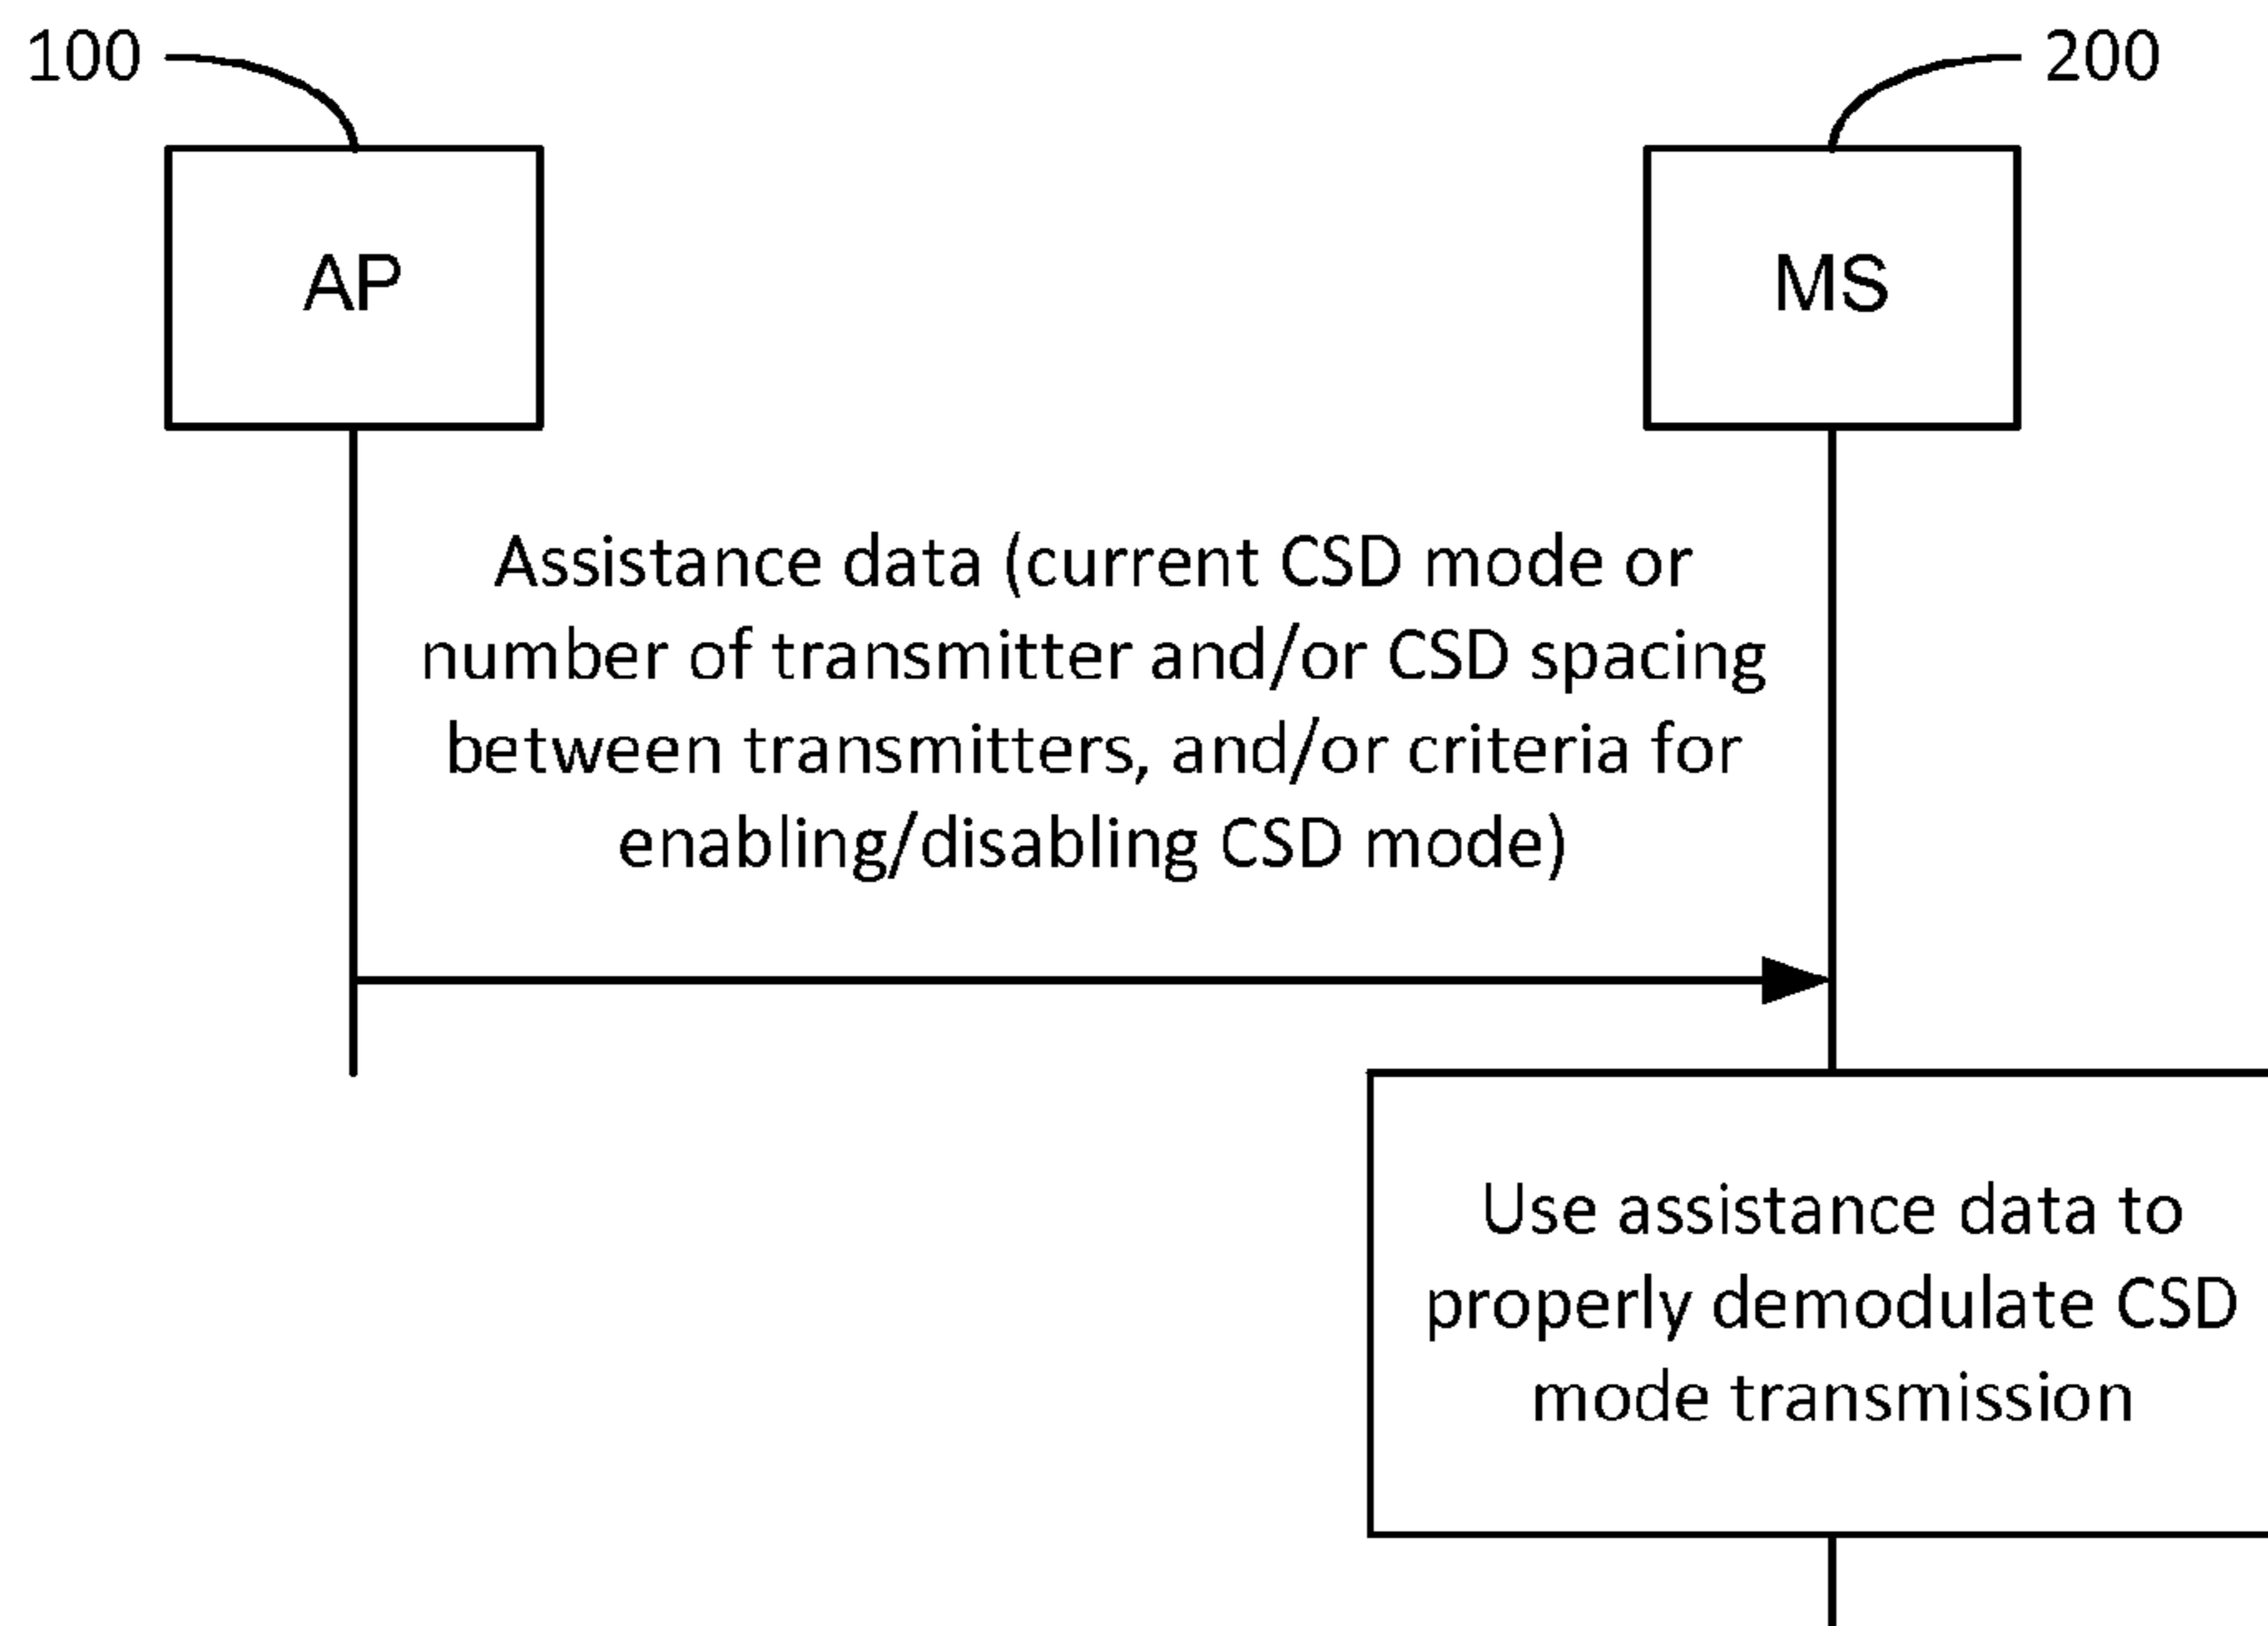 100
200
AP
MS
Assistance data (current CSD mode or
number of transmitter and/or CSD spacing
between transmitters, and/or criteria for
enabling/disabling CSD mode)
Use assistance data to
properly demodulate CSD
mode transmission